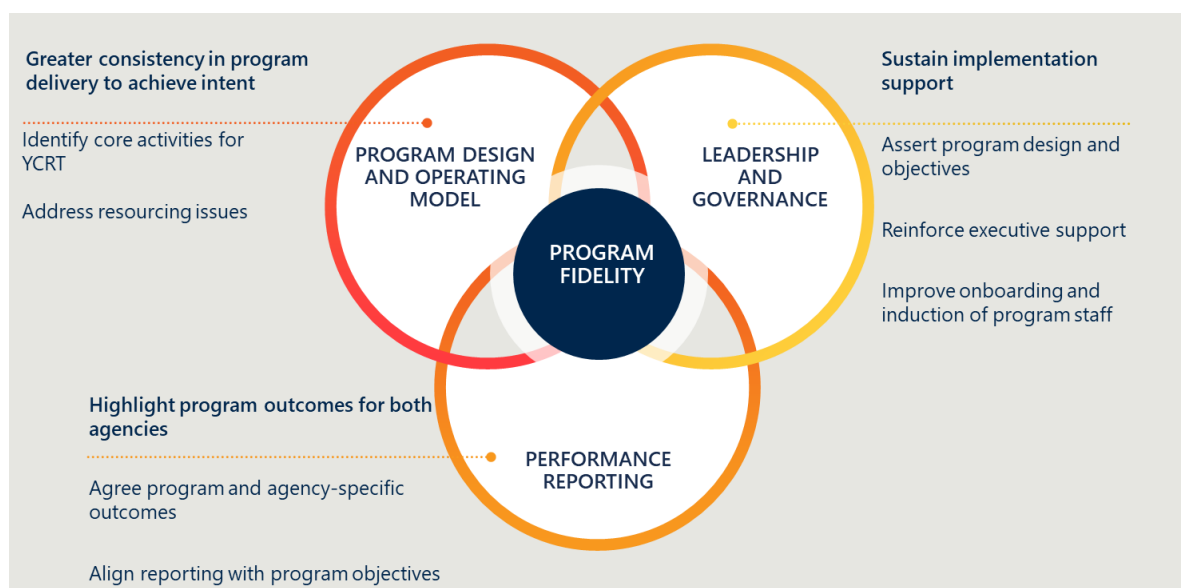 Greater consistency in program
delivery to achieve intent
Identify core activities for
YCRT
Address resourcing issues
PROGRAM DESIGN
AND OPERATING
MODEL
LEADERSHIP
AND
GOVERNANCE
Sustain implementation
support
Assert program design and
objectives
Reinforce executive support
Improve onboarding and
induction of program staff
PROGRAM
FIDELITY
Highlight program outcomes for both
agencies
Agree program and agency-specific
outcomes
Align reporting with program objectives
PERFORMANCE
REPORTING